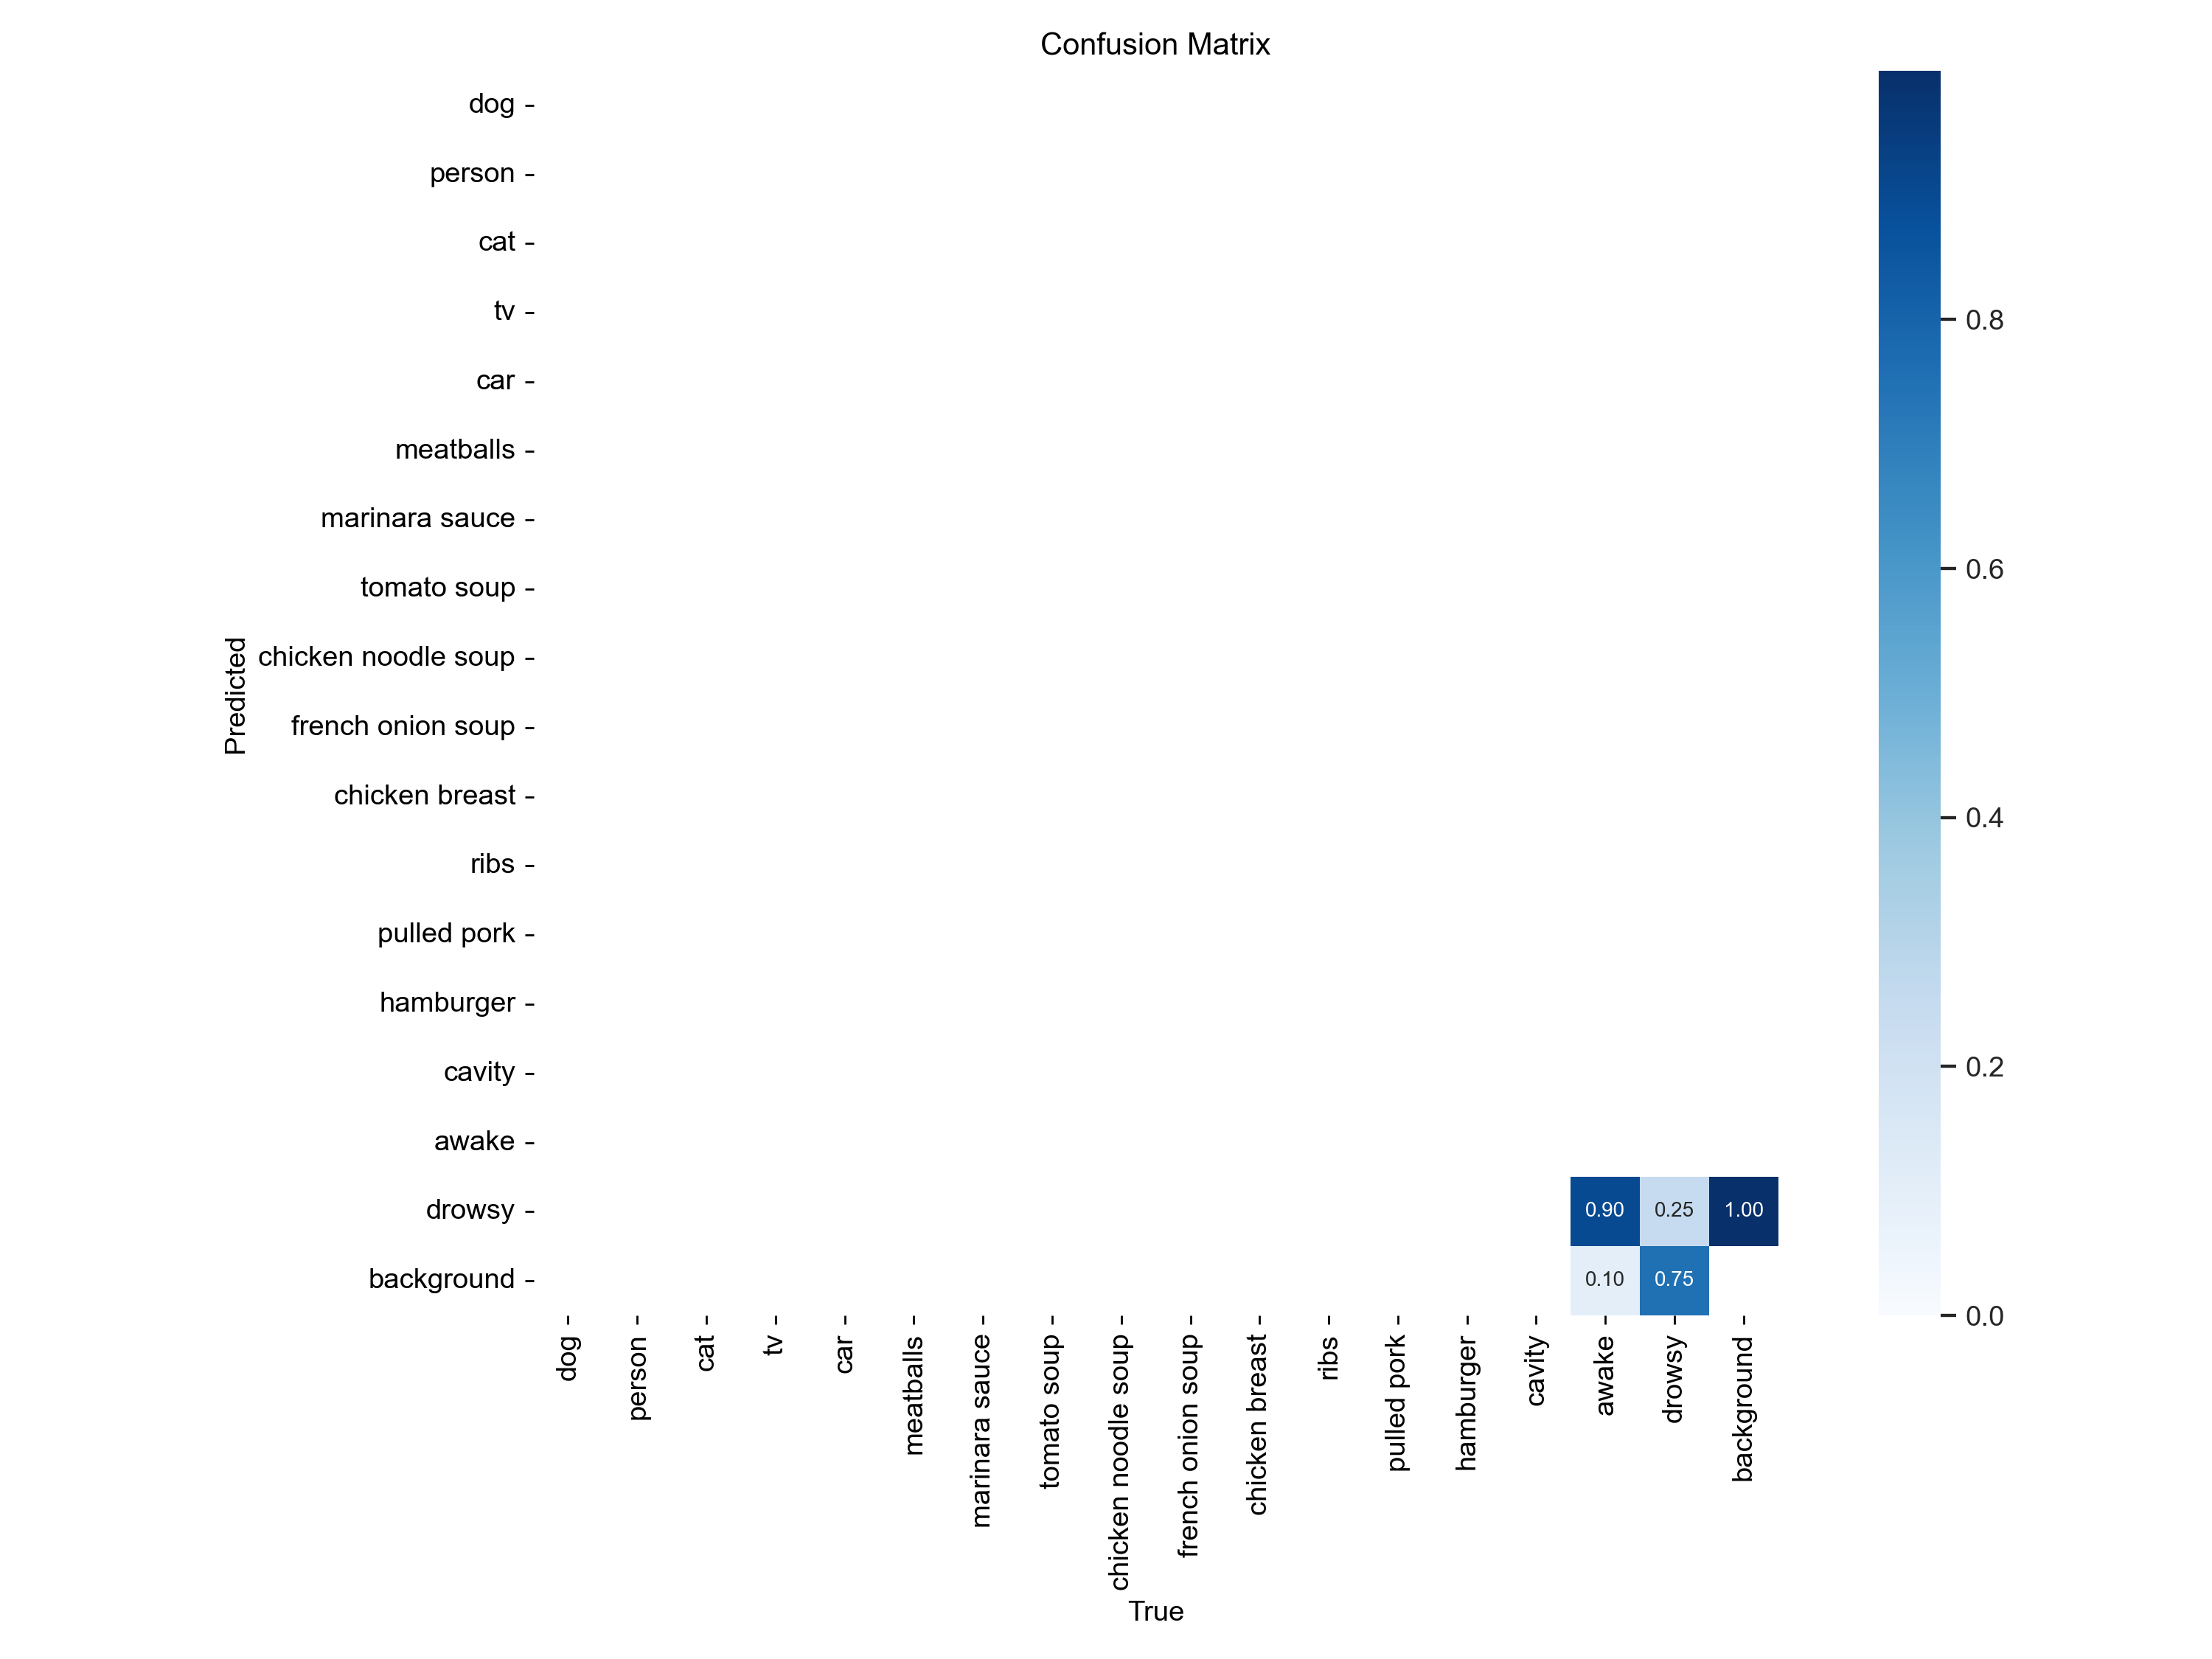 Confusion Matrix
dog
person
cat
tv
car
meatballs
marinara sauce
tomato soup
chicken noodle soup
french onion soup
chicken breast
ribs
pulled pork
hamburger
cavity
awake
drowsy
background
Predicted
0.90 0.25 1.00
0.10 0.75
dog
person
cat
tv
car
meatballs
marinara sauce
tomato soup
chicken noodle soup
french onion soup
chicken breast
ribs
pulled pork
hamburger
cavity
awake
drowsy
background
True
0.8
0.6
0.4
0.2
0.0